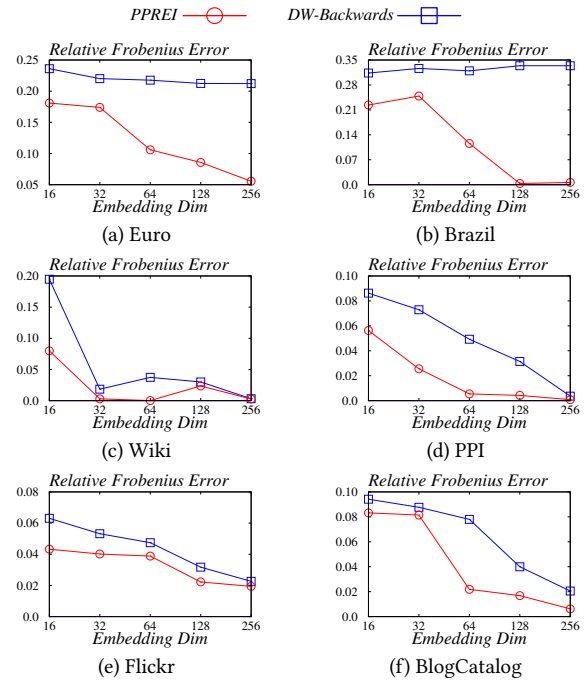 PPREI DW-Backwards
Relative Frobenius Error Relative Frobenius Error
0.25 0.35
0.20 0.28
0.21
0.15
0.14
0.10
0.07
0.05 0.0
16 32 64 128 256 16 32 64 128 256
Embedding Dim Embedding Dim
(a) Euro (b) Brazil
Relative Frobenius Error Relative Frobenius Error
0.20 0.10
0.08
0.15
0.06
0.10
0.04
0.05
0.02
0.0 0.0
16 32 64 128 256 16 32 64 128 256
Embedding Dim Embedding Dim
(c) Wiki (d) PPI
Relative Frobenius Error Relative Frobenius Error
0.08 0.10
0.08
0.06
0.06
0.04
0.04
0.02
0.02
0.0 0.0
16 32 64 128 256 16 32 64 128 256
Embedding Dim Embedding Dim
(e) Flickr (f) BlogCatalog